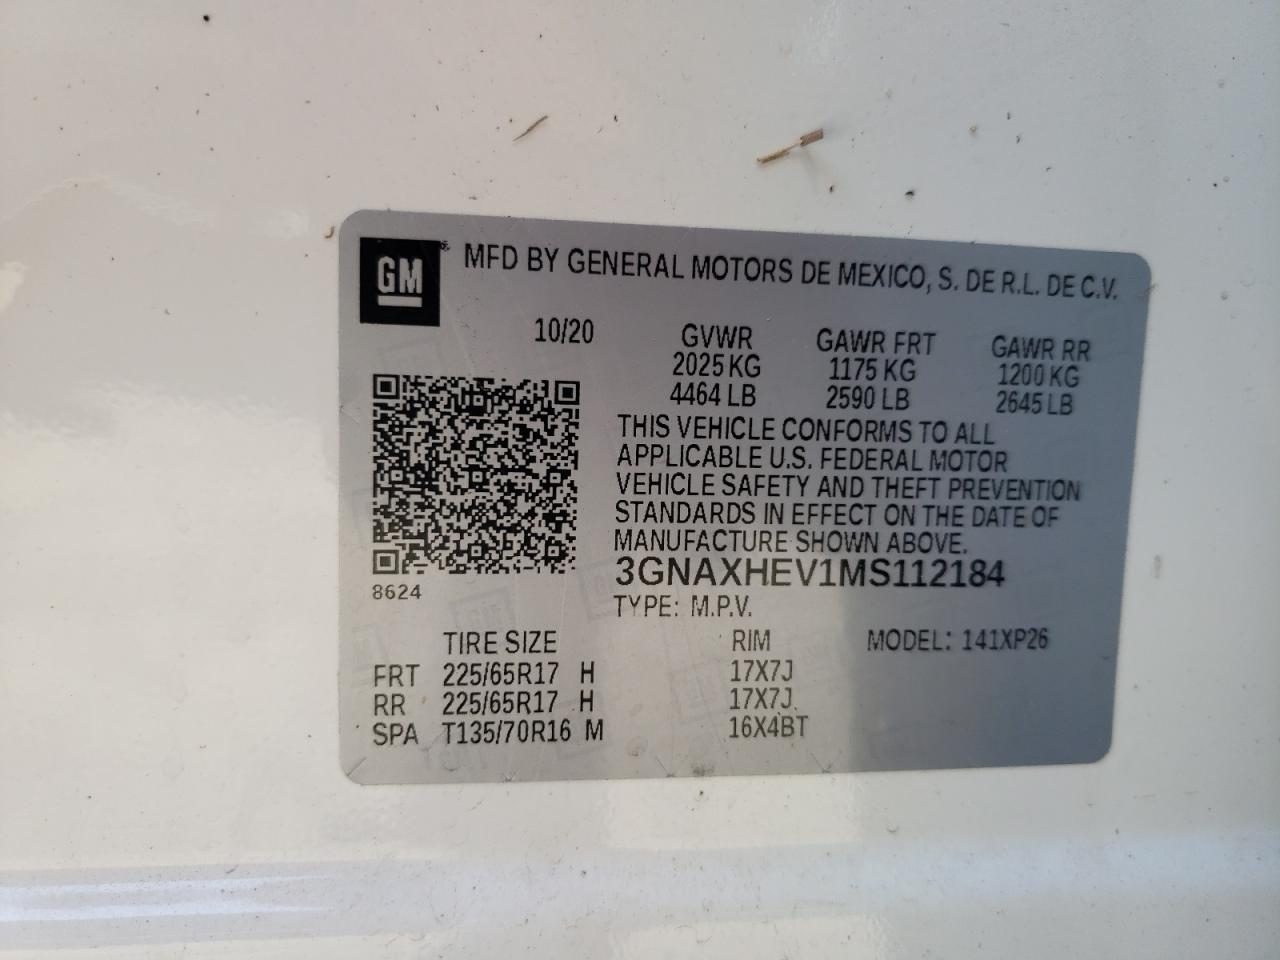 GM® MFD BY GENERAL MOTORS DE MEXICO, S. DE R.L. DE C.V.
10/20 GVWR GAWR FRT GAWR RR
2025 KG 1175 KG 1200 KG
4464 LB 2590 LB 2645 LB
THIS VEHICLE CONFORMS TO ALL
APPLICABLE U.S. FEDERAL MOTOR
VEHICLE SAFETY AND THEFT PREVENTION
STANDARDS IN EFFECT ON THE DATE OF
MANUFACTURE SHOWN ABOVE.
3GNAXHEV1MS112184
8624
TYPE: M.P.V.
TIRE SIZE RIM MODEL: 141XP26
FRT 225/65R17 H 17X7J
RR 225/65R17 H 17X7J
SPA T135/70R16 M 16X4BT